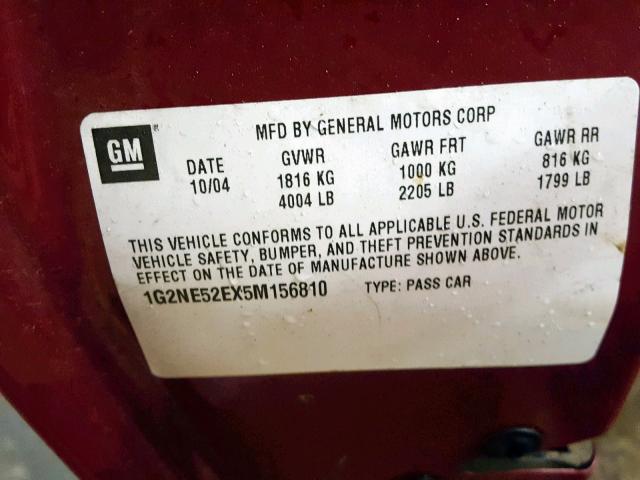 MFD BY GENERAL MOTORS CORP
GM
DATE GVWR GAWR FRT GAWR RR
10/04 1816 KG 1000 KG 816 KG
4004 LB 2205 LB 1799 LB
THIS VEHICLE CONFORMS TO ALL APPLICABLE U.S. FEDERAL MOTOR
VEHICLE SAFETY, BUMPER, AND THEFT PREVENTION STANDARDS IN
EFFECT ON THE DATE OF MANUFACTURE SHOWN ABOVE.
1G2NE52EX5M156810 TYPE: PASS CAR